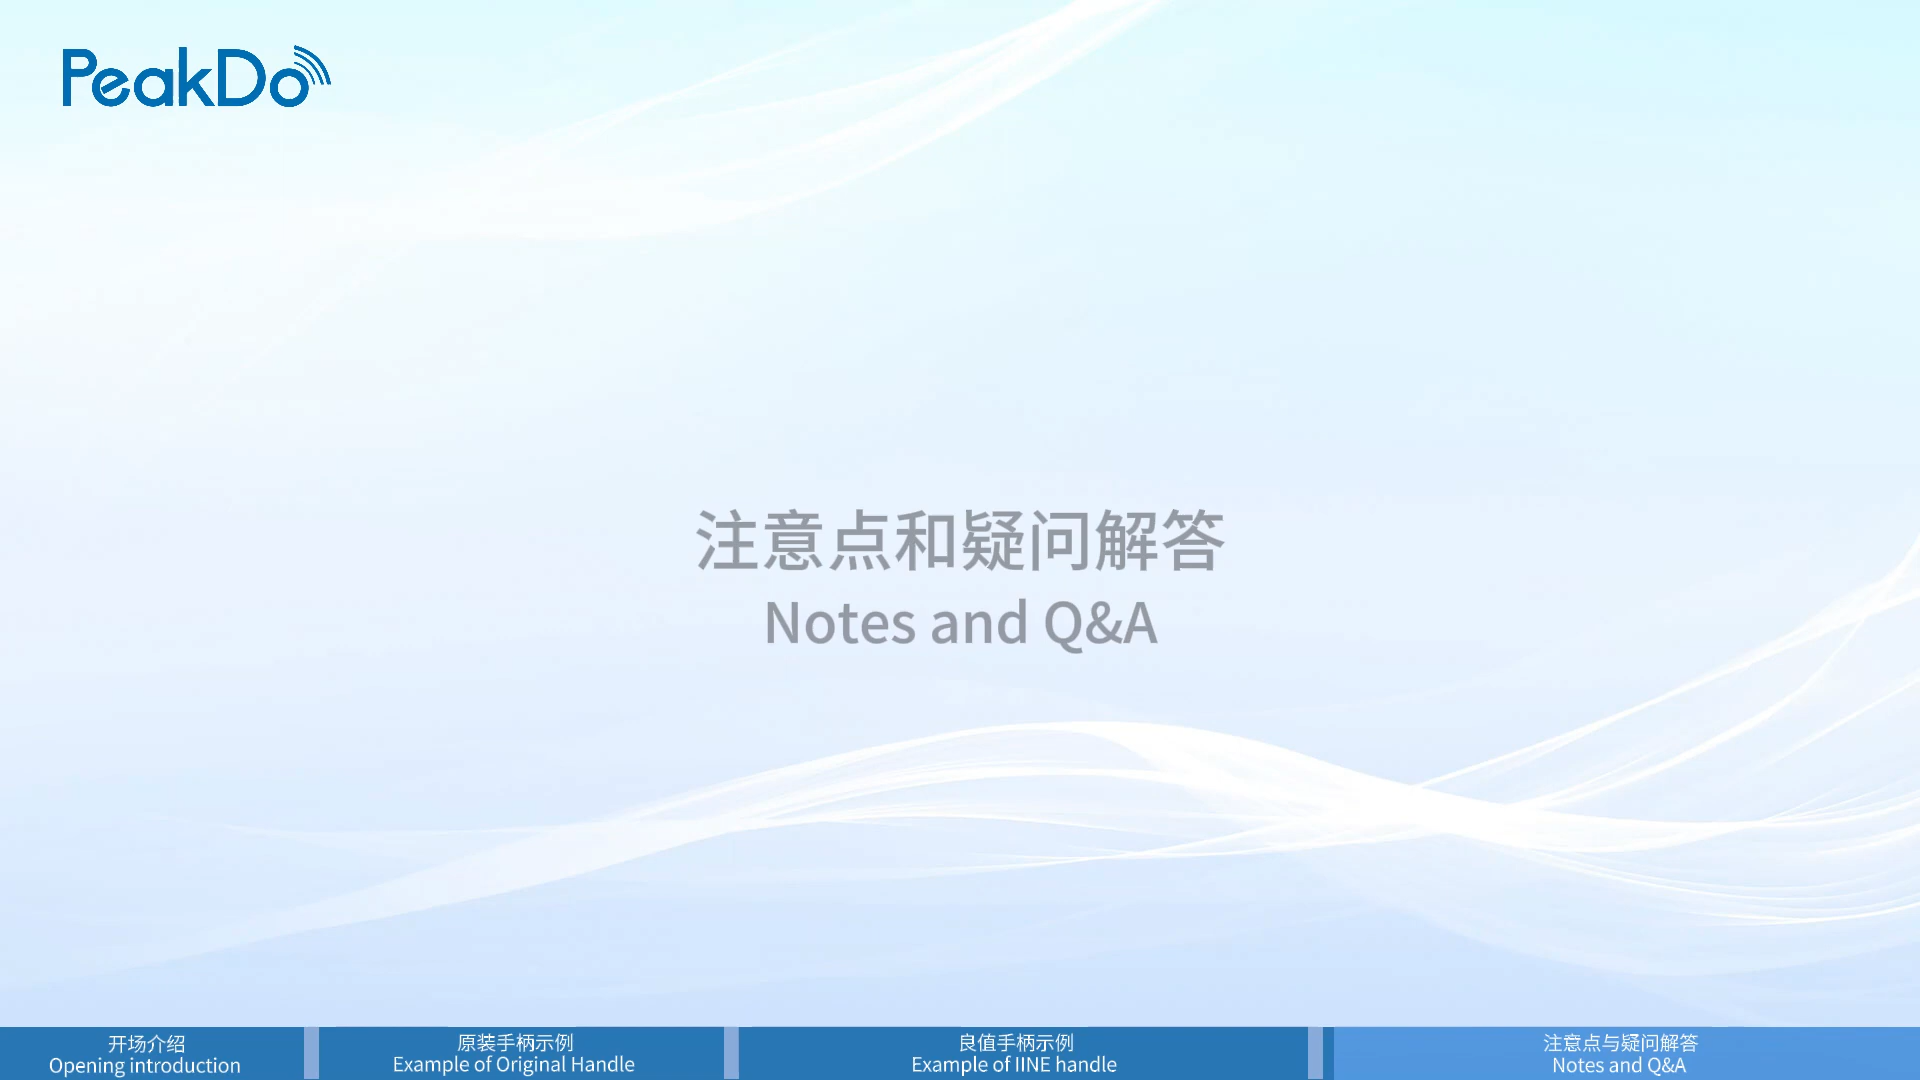 PeakDo
注意点和疑问解答
Notes and Q&A
开场介绍
Opening introduction
原装手柄示例
Example of Original Handle
良值手柄示例
Example of IINE handle
注意点与疑问解答
Notes and Q&A